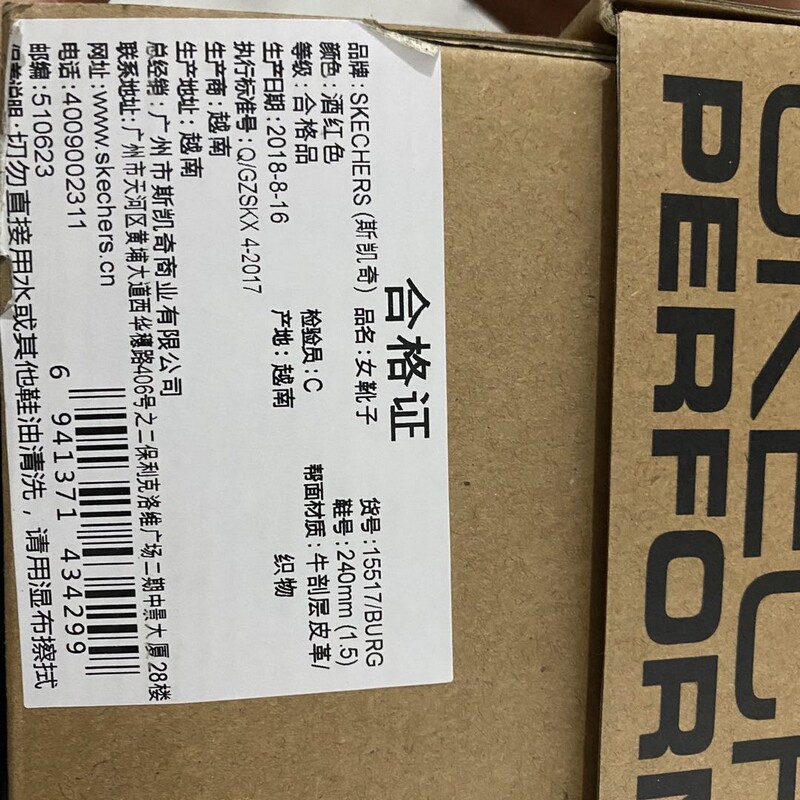 合格证
品牌:SKECHERS (斯凯奇) 品名:女靴子 货号:15517/BURG
颜色:酒红色 鞋号:240mm (1.5)
等级:合格品 检验员:C 帮面材质:牛剖层皮革/
生产日期:2018-8-16 产地:越南 织物
执行标准号:Q/GZSKX 4-2017
生产商:越南
生产地址:越南
总经销:广州市斯凯奇商业有限公司
联系地址:广州市天河区黄埔大道西华穗路406号之二保利克洛维广场二期中景大厦28楼
网址:www.skechers.cn
电话:4009002311
邮编:510623
6 941371 434299
切勿直接用水或其他鞋油清洗，请用湿布擦拭
PERFORM